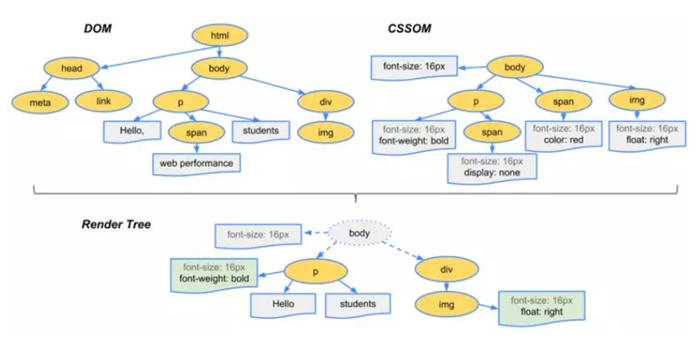 DOM
CSSOM
html
head
body
meta
link
p
div
Hello,
span
students
img
web performance
font-size: 16px
body
p
span
img
font-size: 16px
font-weight: bold
span
font-size: 16px
color: red
font-size: 16px
float: right
font-size: 16px
display: none
Render Tree
font-size: 16px
body
font-size: 16px
font-weight: bold
p
div
Hello
students
img
font-size: 16px
float: right